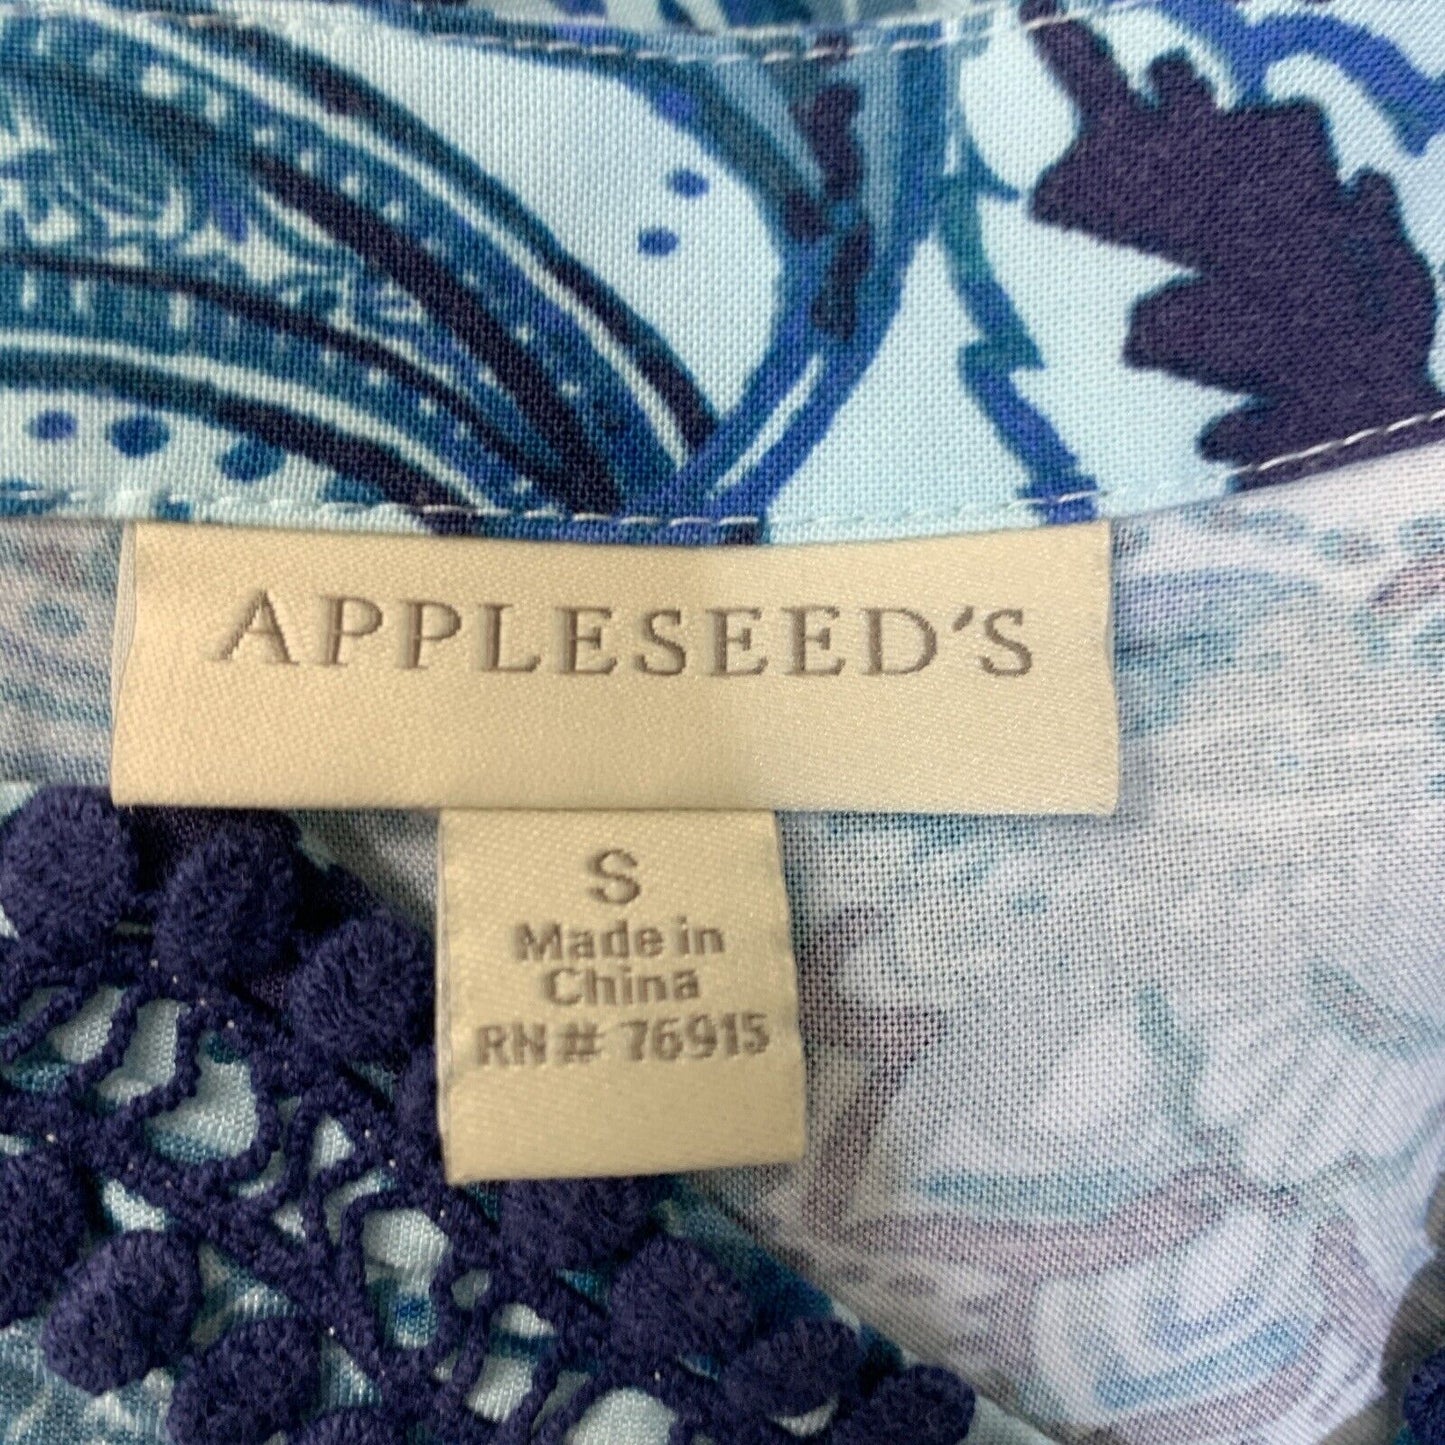 APPLESEED'S
S
Made in
China
RN# 76915